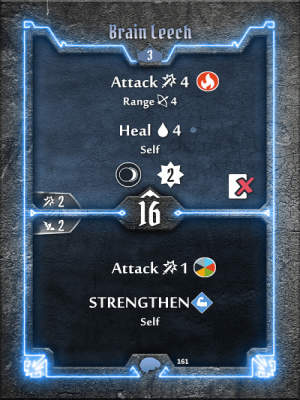 Brain Leech
3
Attack 4
Range 4
Heal 4
Self
2
2
16
2
Attack 1
STRENGTHEN
Self
161